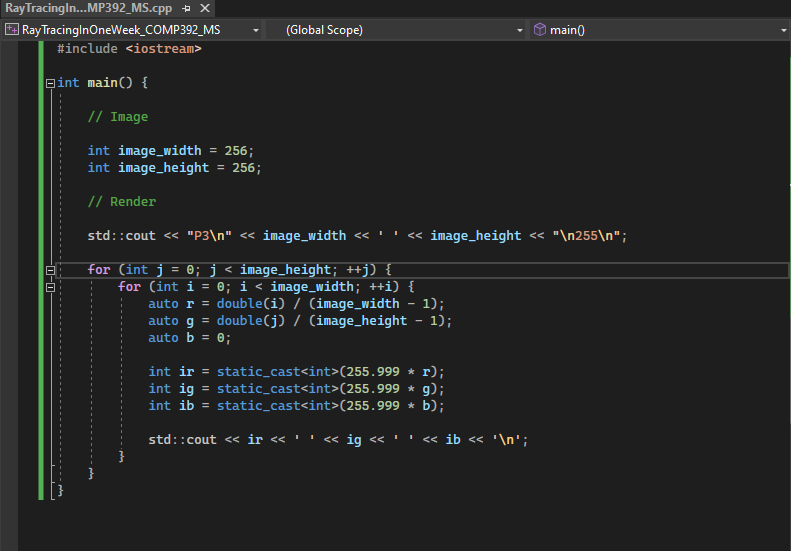 RayTracingIn...MP392_MS.cpp
RayTracingInOneWeek_COMP392_MS (Global Scope) main()
#include <iostream>
int main() {
// Image
int image_width = 256;
int image_height = 256;
// Render
std::cout << "P3\n" << image_width << ' ' << image_height << "\n255\n";
for (int j = 0; j < image_height; ++j) {
for (int i = 0; i < image_width; ++i) {
auto r = double(i) / (image_width - 1);
auto g = double(j) / (image_height - 1);
auto b = 0;
int ir = static_cast<int>(255.999 * r);
int ig = static_cast<int>(255.999 * g);
int ib = static_cast<int>(255.999 * b);
std::cout << ir << ' ' << ig << ' ' << ib << '\n';
}
}
}